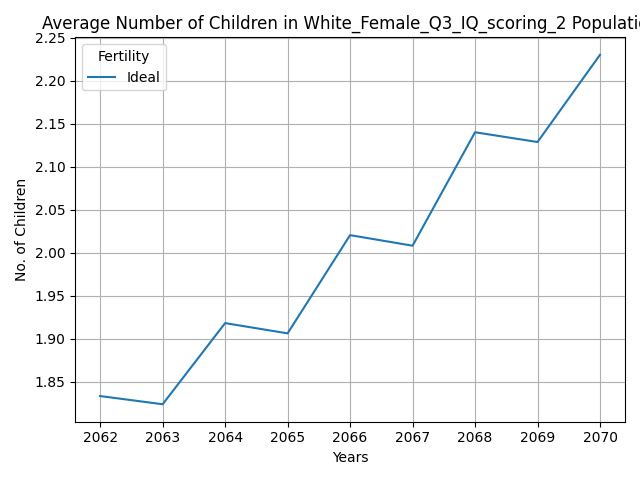 Average Number of Children in White_Female_Q3_IQ_scoring_2 Populatio
2.25
2.20
2.15
2.10
2.05
2.00
1.95
1.90
1.85
No. of Children
Fertility
Ideal
2062 2063 2064 2065 2066 2067 2068 2069 2070
Years